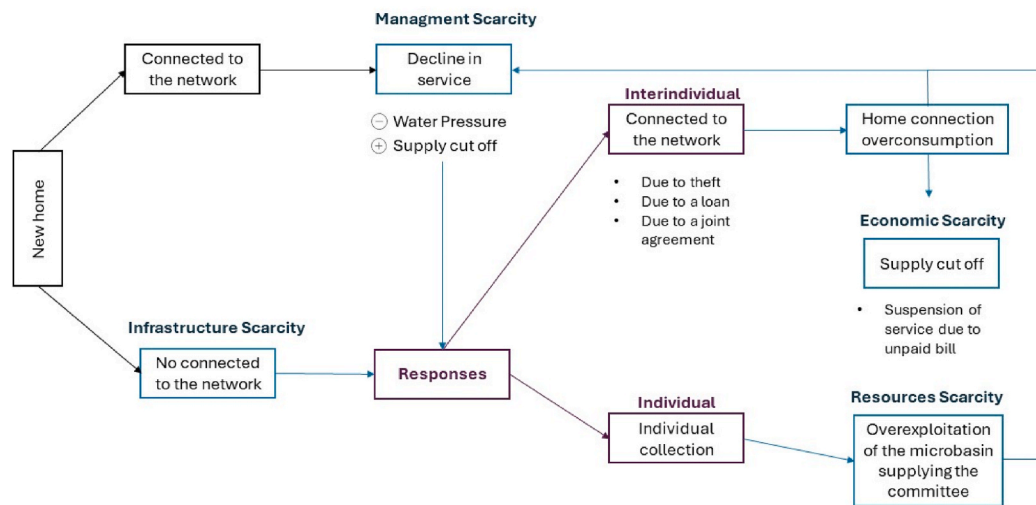 Managment Scarcity
Connected to
the network
Decline in
service
Water Pressure
Supply cut off
New home
Interindividual
Connected to
the network
• Due to theft
• Due to a loan
• Due to a joint
agreement
Home connection
overconsumption
Economic Scarcity
Supply cut off
• Suspension of
service due to
unpaid bill
Infrastructure Scarcity
No connected
to the network
Responses
Individual
Individual
collection
Resources Scarcity
Overexploitation
of the microbasin
supplying the
committee